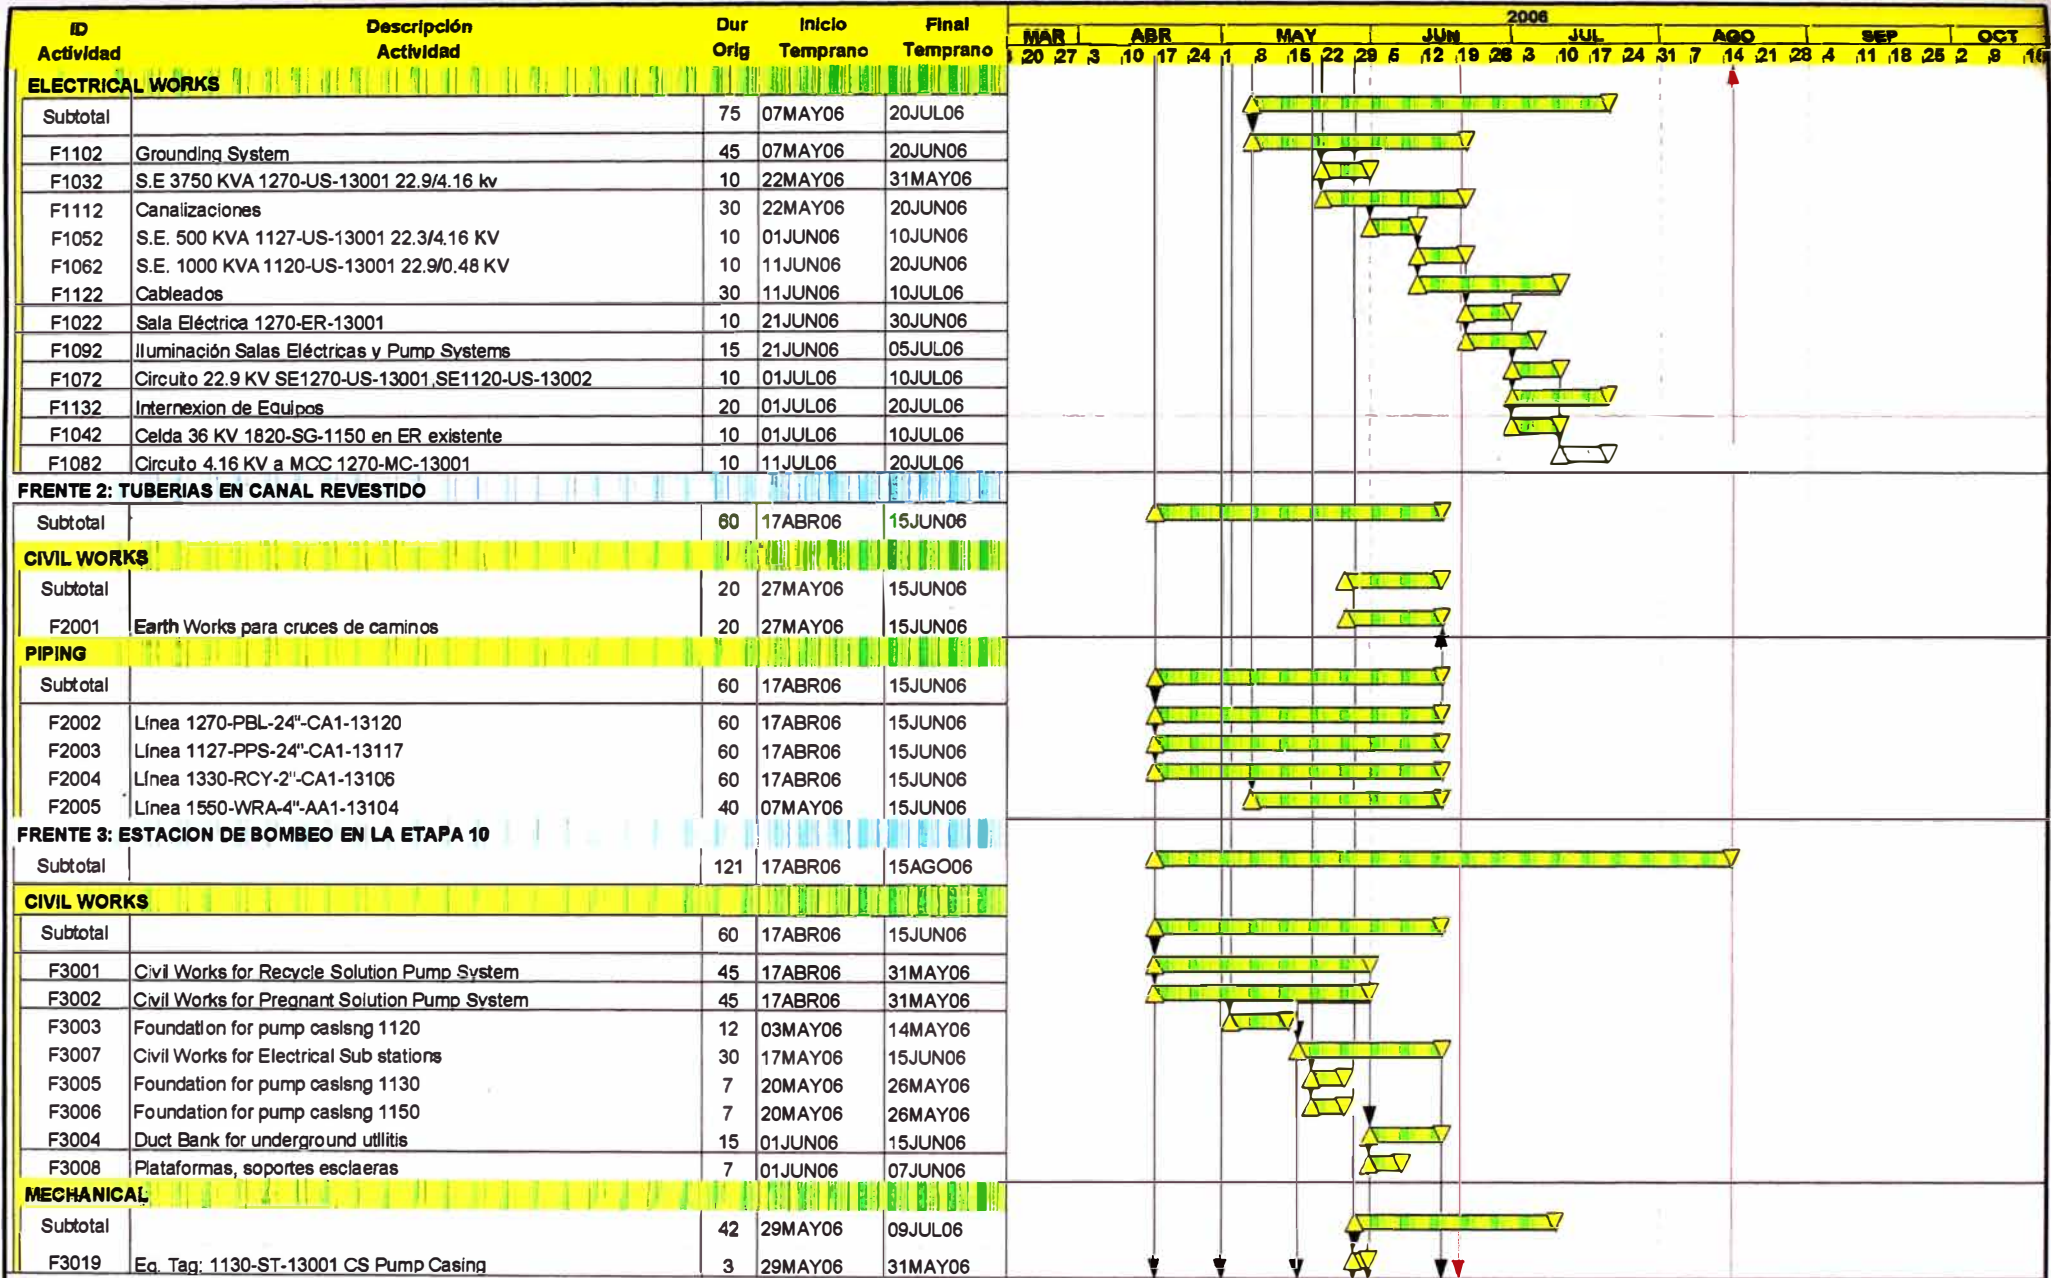 ID Actividad Descripción Actividad Dur Orig Inicio Temprano Final Temprano
2006
MAR ABR MAY JUN JUL AGO SEP OCT
20 27 3 10 17 24 1 8 15 22 29 5 12 19 26 3 10 17 24 31 7 14 21 28 4 11 18 25 2 9 16
ELECTRICAL WORKS
Subtotal 75 07MAY06 20JUL06
F1102 Grounding System 45 07MAY06 20JUN06
F1032 S.E 3750 KVA 1270-US-13001 22.9/4.16 kv 10 22MAY06 31MAY06
F1112 Canalizaciones 30 22MAY06 20JUN06
F1052 S.E. 500 KVA 1127-US-13001 22.3/4.16 KV 10 01JUN06 10JUN06
F1062 S.E. 1000 KVA 1120-US-13001 22.9/0.48 KV 10 11JUN06 20JUN06
F1122 Cableados 30 11JUN06 10JUL06
F1022 Sala Eléctrica 1270-ER-13001 10 21JUN06 30JUN06
F1092 Iluminación Salas Eléctricas y Pump Systems 15 21JUN06 05JUL06
F1072 Circuito 22.9 KV SE1270-US-13001,SE1120-US-13002 10 01JUL06 10JUL06
F1132 Internexion de Equipos 20 01JUL06 20JUL06
F1042 Celda 36 KV 1820-SG-1150 en ER existente 10 01JUL06 10JUL06
F1082 Circuito 4.16 KV a MCC 1270-MC-13001 10 11JUL06 20JUL06
FRENTE 2: TUBERIAS EN CANAL REVESTIDO
Subtotal 60 17ABR06 15JUN06
CIVIL WORKS
Subtotal 20 27MAY06 15JUN06
F2001 Earth Works para cruces de caminos 20 27MAY06 15JUN06
PIPING
Subtotal 60 17ABR06 15JUN06
F2002 Línea 1270-PBL-24"-CA1-13120 60 17ABR06 15JUN06
F2003 Línea 1127-PPS-24"-CA1-13117 60 17ABR06 15JUN06
F2004 Línea 1330-RCY-2"-CA1-13106 60 17ABR06 15JUN06
F2005 Línea 1550-WRA-4"-AA1-13104 40 07MAY06 15JUN06
FRENTE 3: ESTACION DE BOMBEO EN LA ETAPA 10
Subtotal 121 17ABR06 15AGO06
CIVIL WORKS
Subtotal 60 17ABR06 15JUN06
F3001 Civil Works for Recycle Solution Pump System 45 17ABR06 31MAY06
F3002 Civil Works for Pregnant Solution Pump System 45 17ABR06 31MAY06
F3003 Foundation for pump casisng 1120 12 03MAY06 14MAY06
F3007 Civil Works for Electrical Sub stations 30 17MAY06 15JUN06
F3005 Foundation for pump casisng 1130 7 20MAY06 26MAY06
F3006 Foundation for pump casisng 1150 7 20MAY06 26MAY06
F3004 Duct Bank for underground utilitis 15 01JUN06 15JUN06
F3008 Plataformas, soportes esclaeras 7 01JUN06 07JUN06
MECHANICAL
Subtotal 42 29MAY06 09JUL06
F3019 Eq. Tag: 1130-ST-13001 CS Pump Casing 3 29MAY06 31MAY06